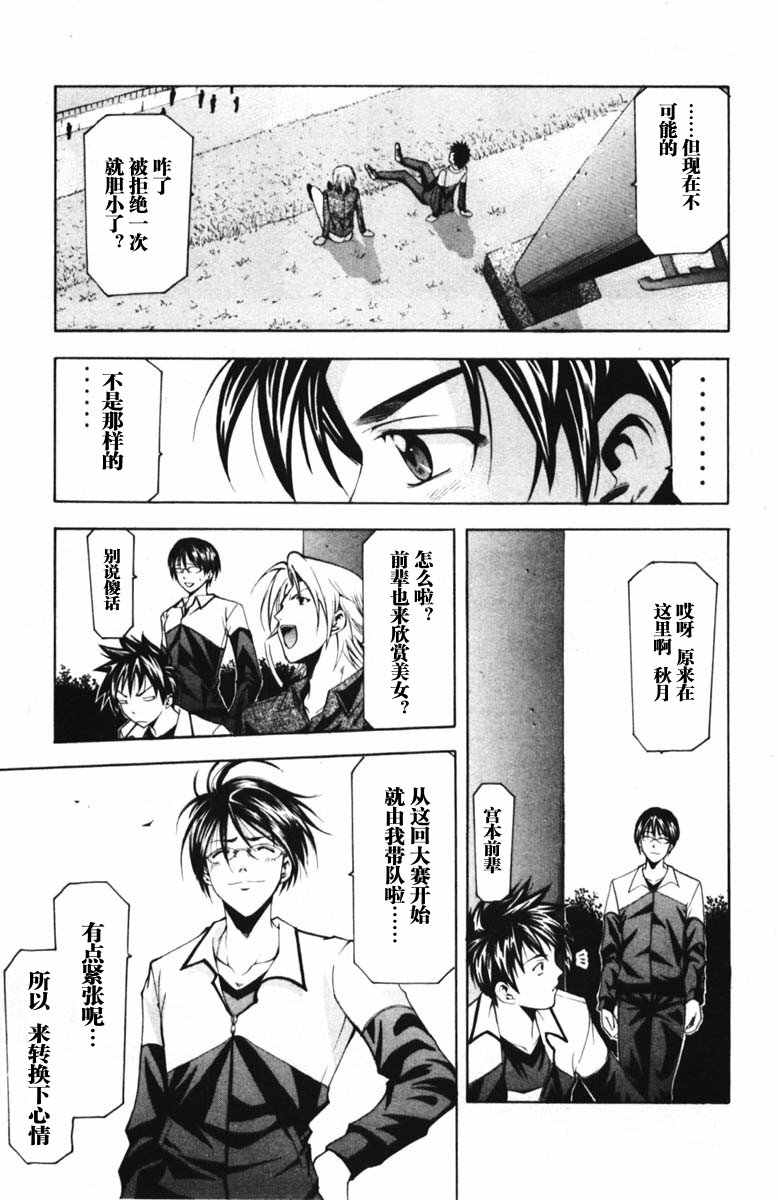 ……但现在不
可能的
咋了
被拒绝一次
就胆小了?
………
……
不是那样的
……
哎呀 原来在
这里啊 秋月
宫本前辈
怎么啦?
前辈也来欣赏美女?
别说傻话
从这回大赛开始
就由我带队啦……
有点紧张呢…
所以 来转换下心情